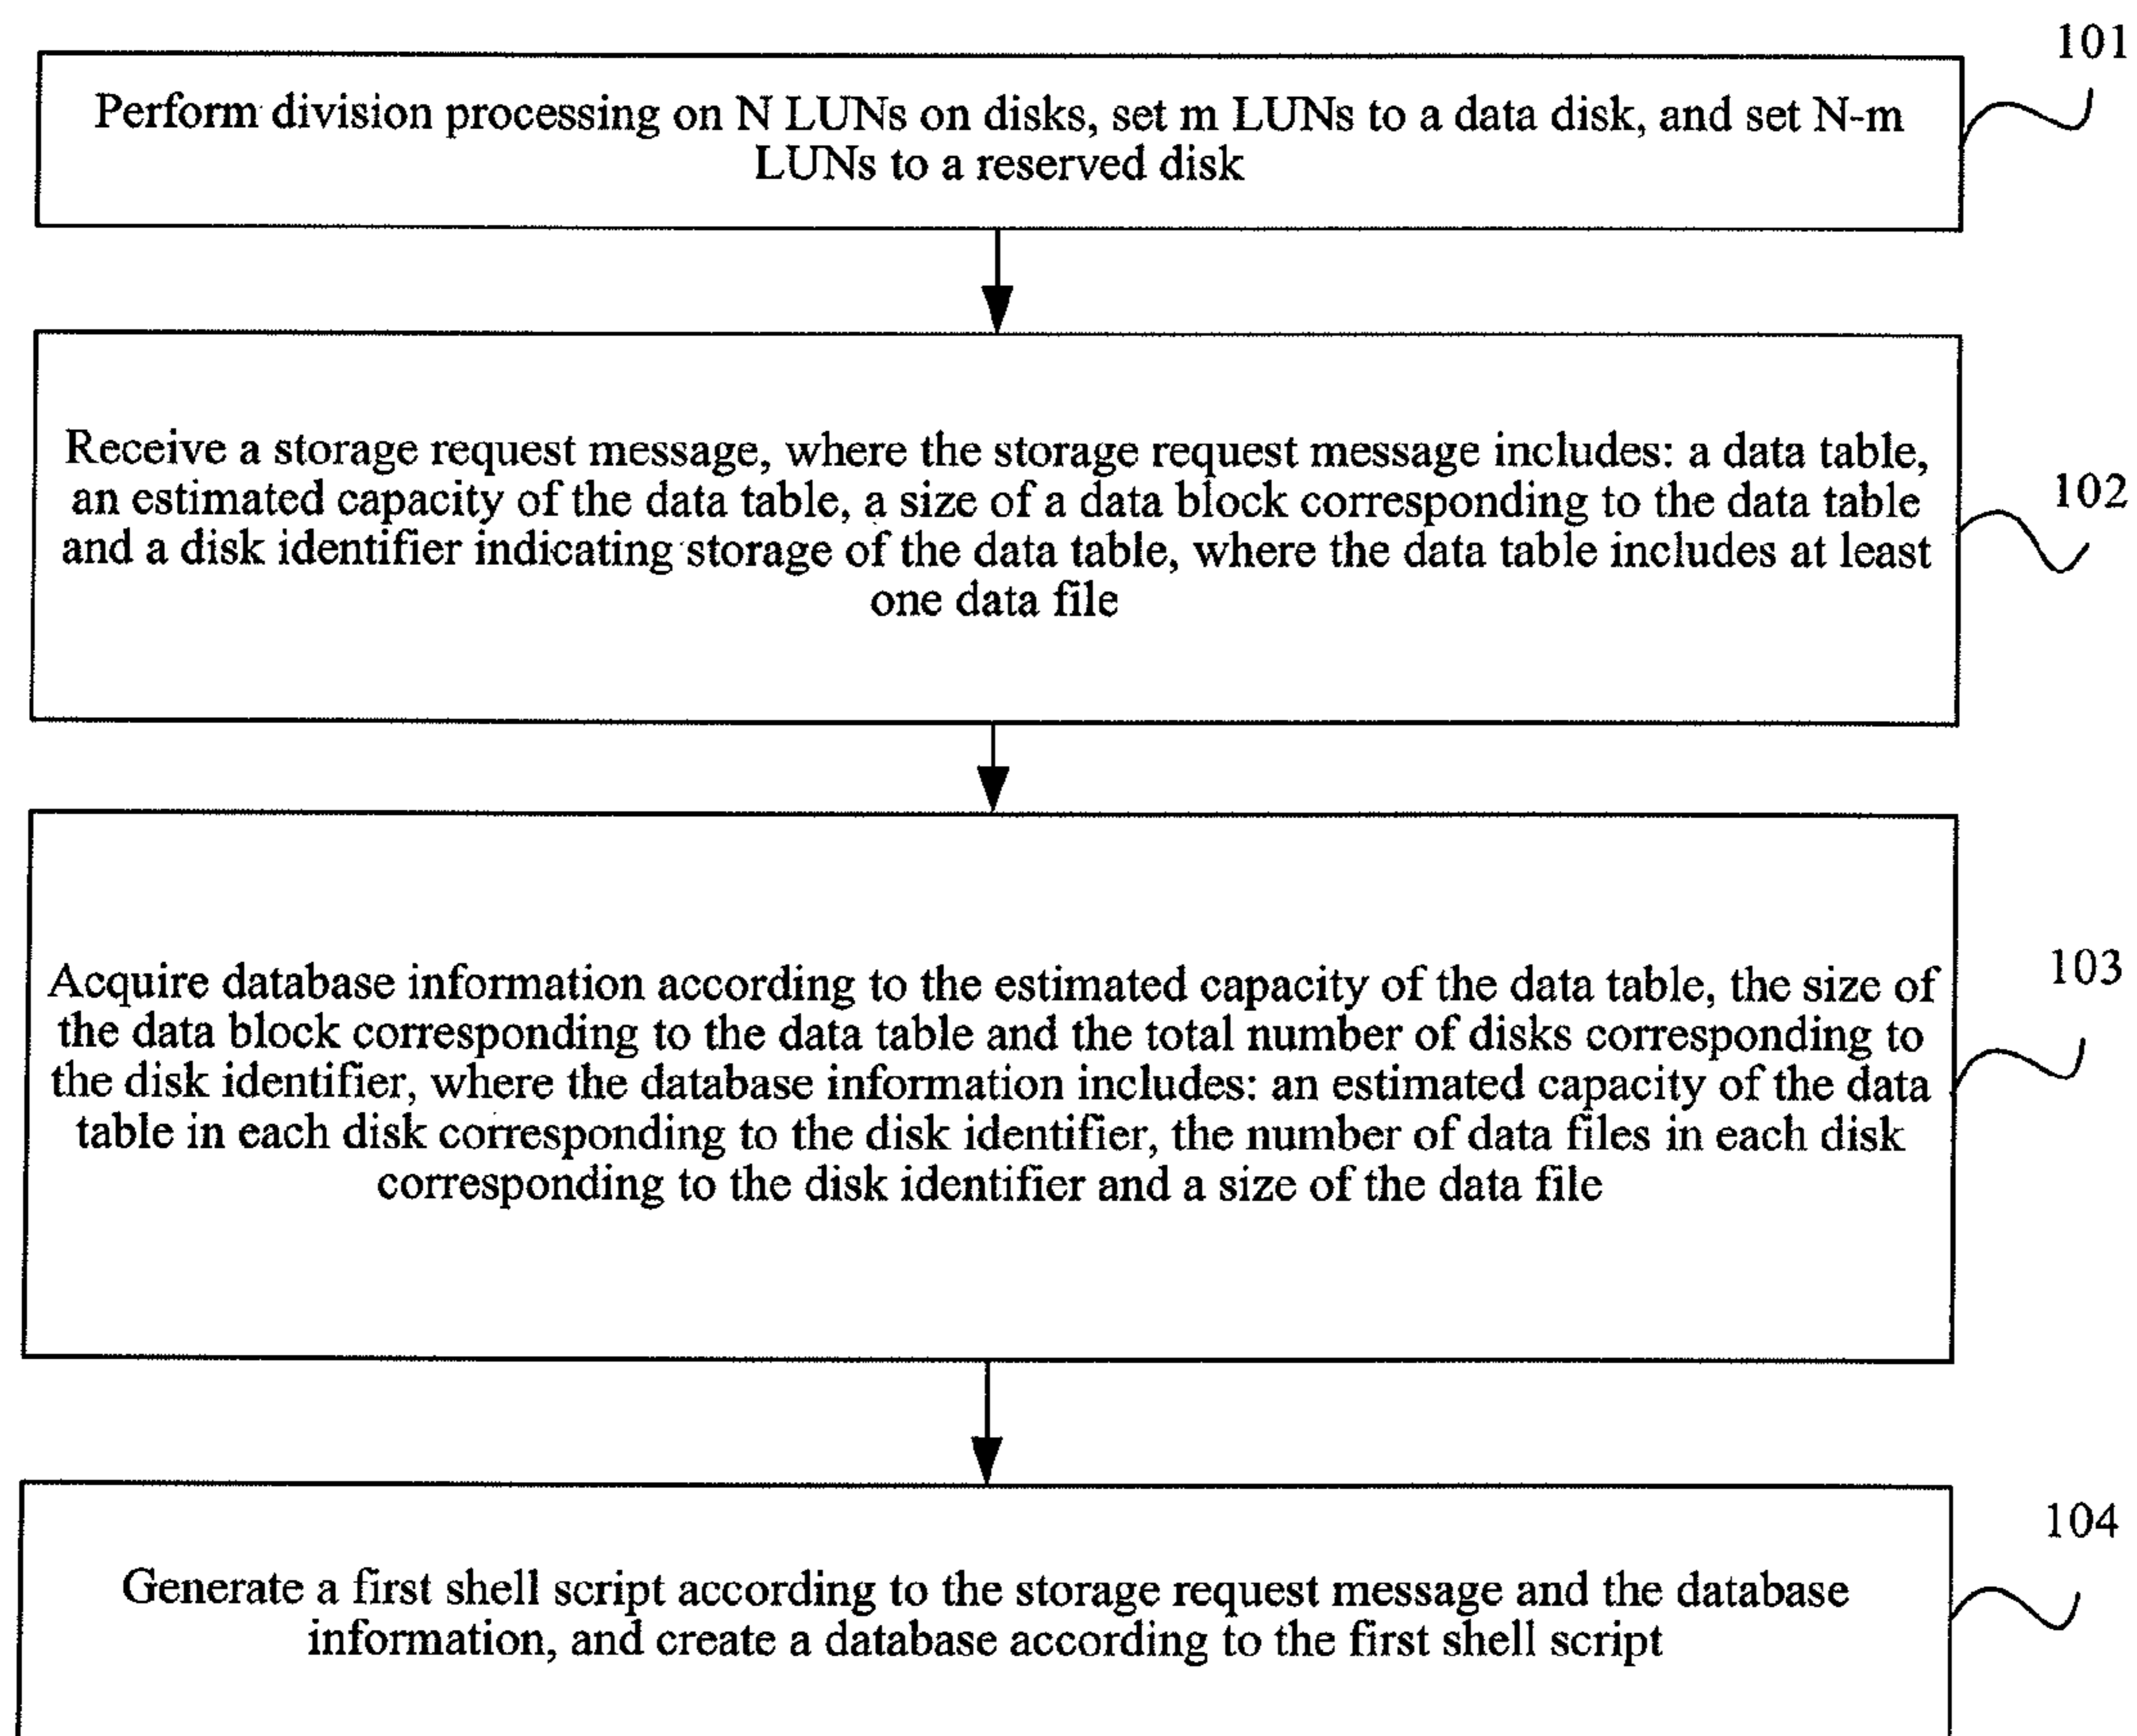 101
Perform division processing on N LUNs on disks, set m LUNs to a data disk, and set N-m
LUNs to a reserved disk
Receive a storage request message, where the storage request message includes: a data table,
an estimated capacity of the data table, a size of a data block corresponding to the data table
and a disk identifier indicating storage of the data table, where the data table includes at least
one data file
102
Acquire database information according to the estimated capacity of the data table, the size of
the data block corresponding to the data table and the total number of disks corresponding to
the disk identifier, where the database information includes: an estimated capacity of the data
table in each disk corresponding to the disk identifier, the number of data files in each disk
corresponding to the disk identifier and a size of the data file
103
Generate a first shell script according to the storage request message and the database
information, and create a database according to the first shell script
104